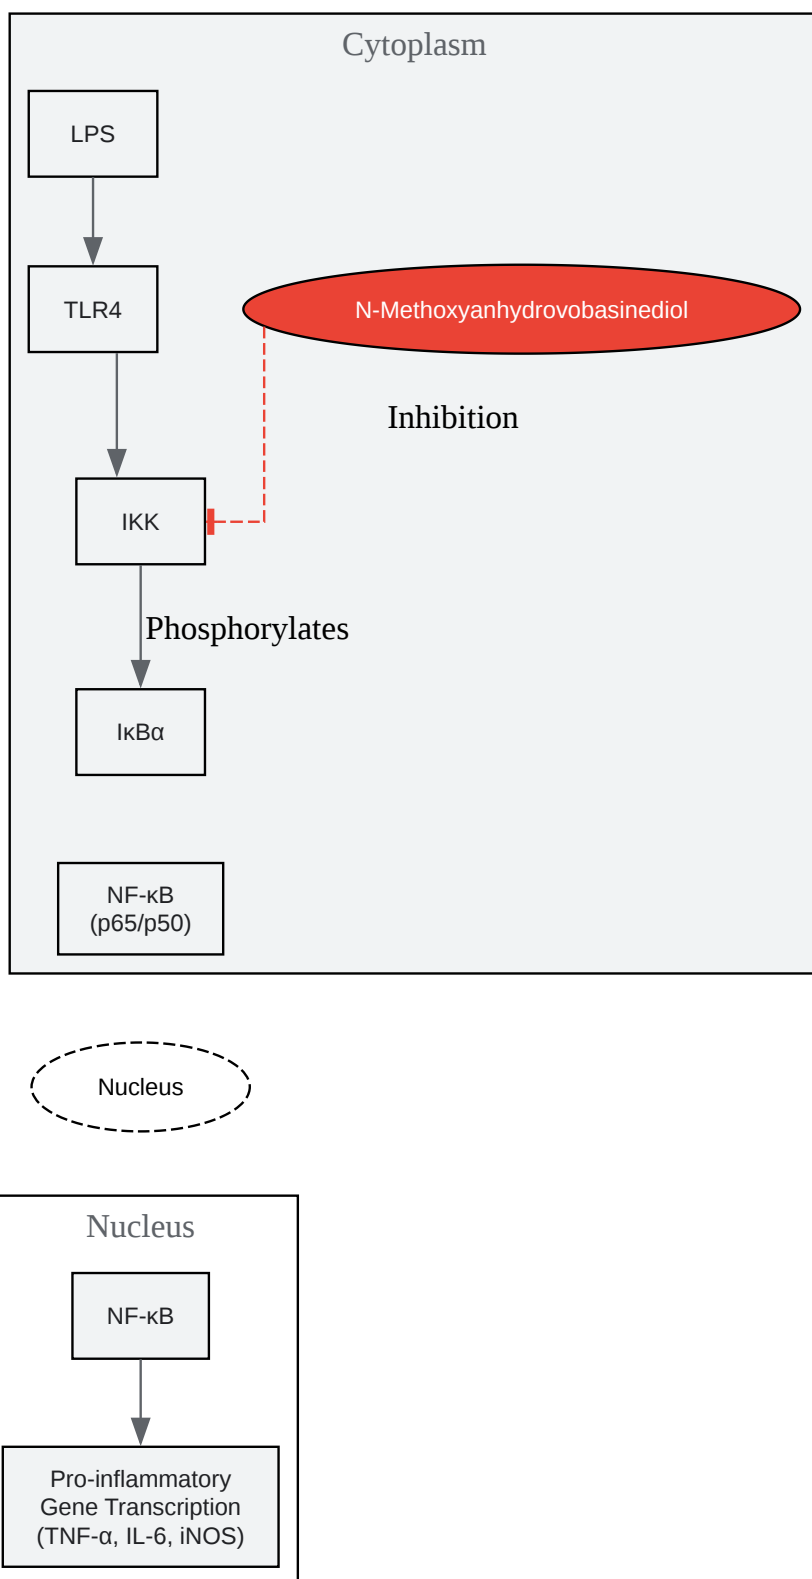 Cytoplasm
LPS
TLR4
N-Methoxyanhydrovobasinediol
Inhibition
IKK
Phosphorylates
IκBα
NF-κB
(p65/p50)
Nucleus
Nucleus
NF-κB
Pro-inflammatory
Gene Transcription
(TNF-α, IL-6, iNOS)